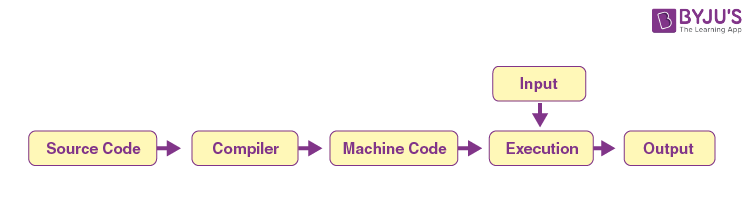 BYJU'S
The Learning App
Input
Source Code
Compiler
Machine Code
Execution
Output